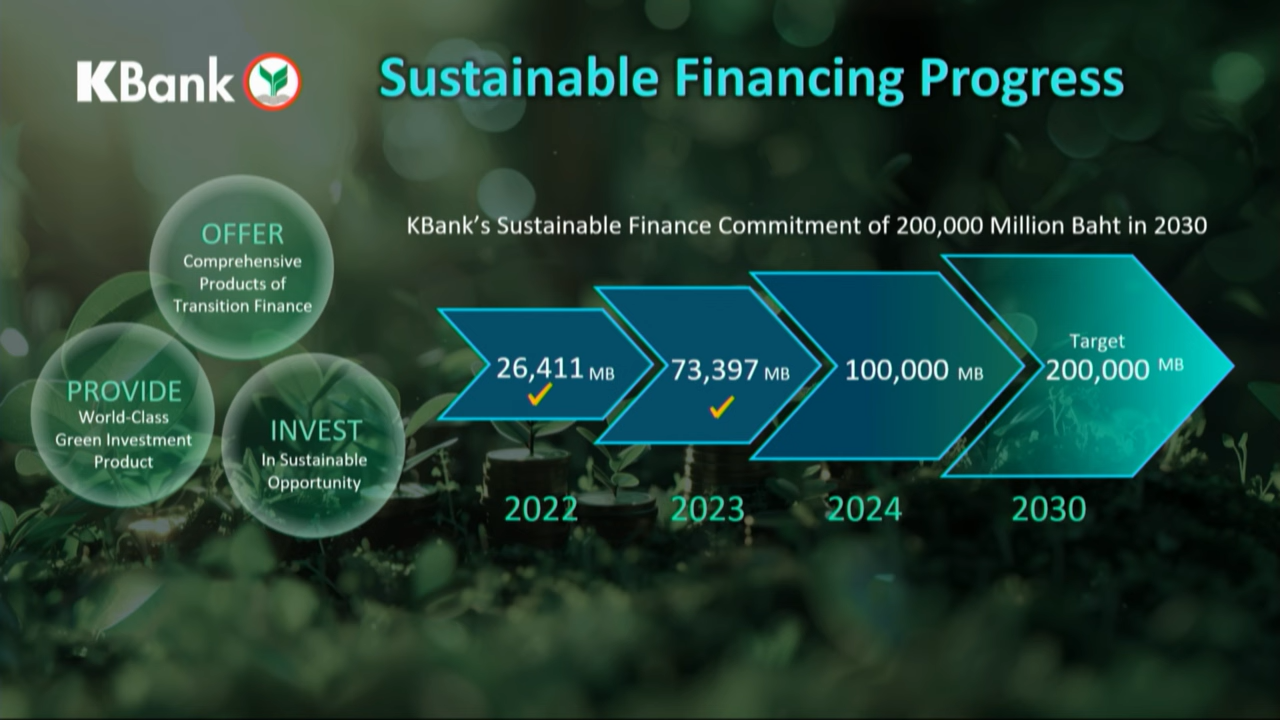 KBank
Sustainable Financing Progress
KBank's Sustainable Finance Commitment of 200,000 Million Baht in 2030
OFFER
Comprehensive
Products of
Transition Finance
PROVIDE
World-Class
Green Investment
Product
INVEST
In Sustainable
Opportunity
26,411 MB
73,397 MB
100,000 MB
Target
200,000 MB
2022
2023
2024
2030